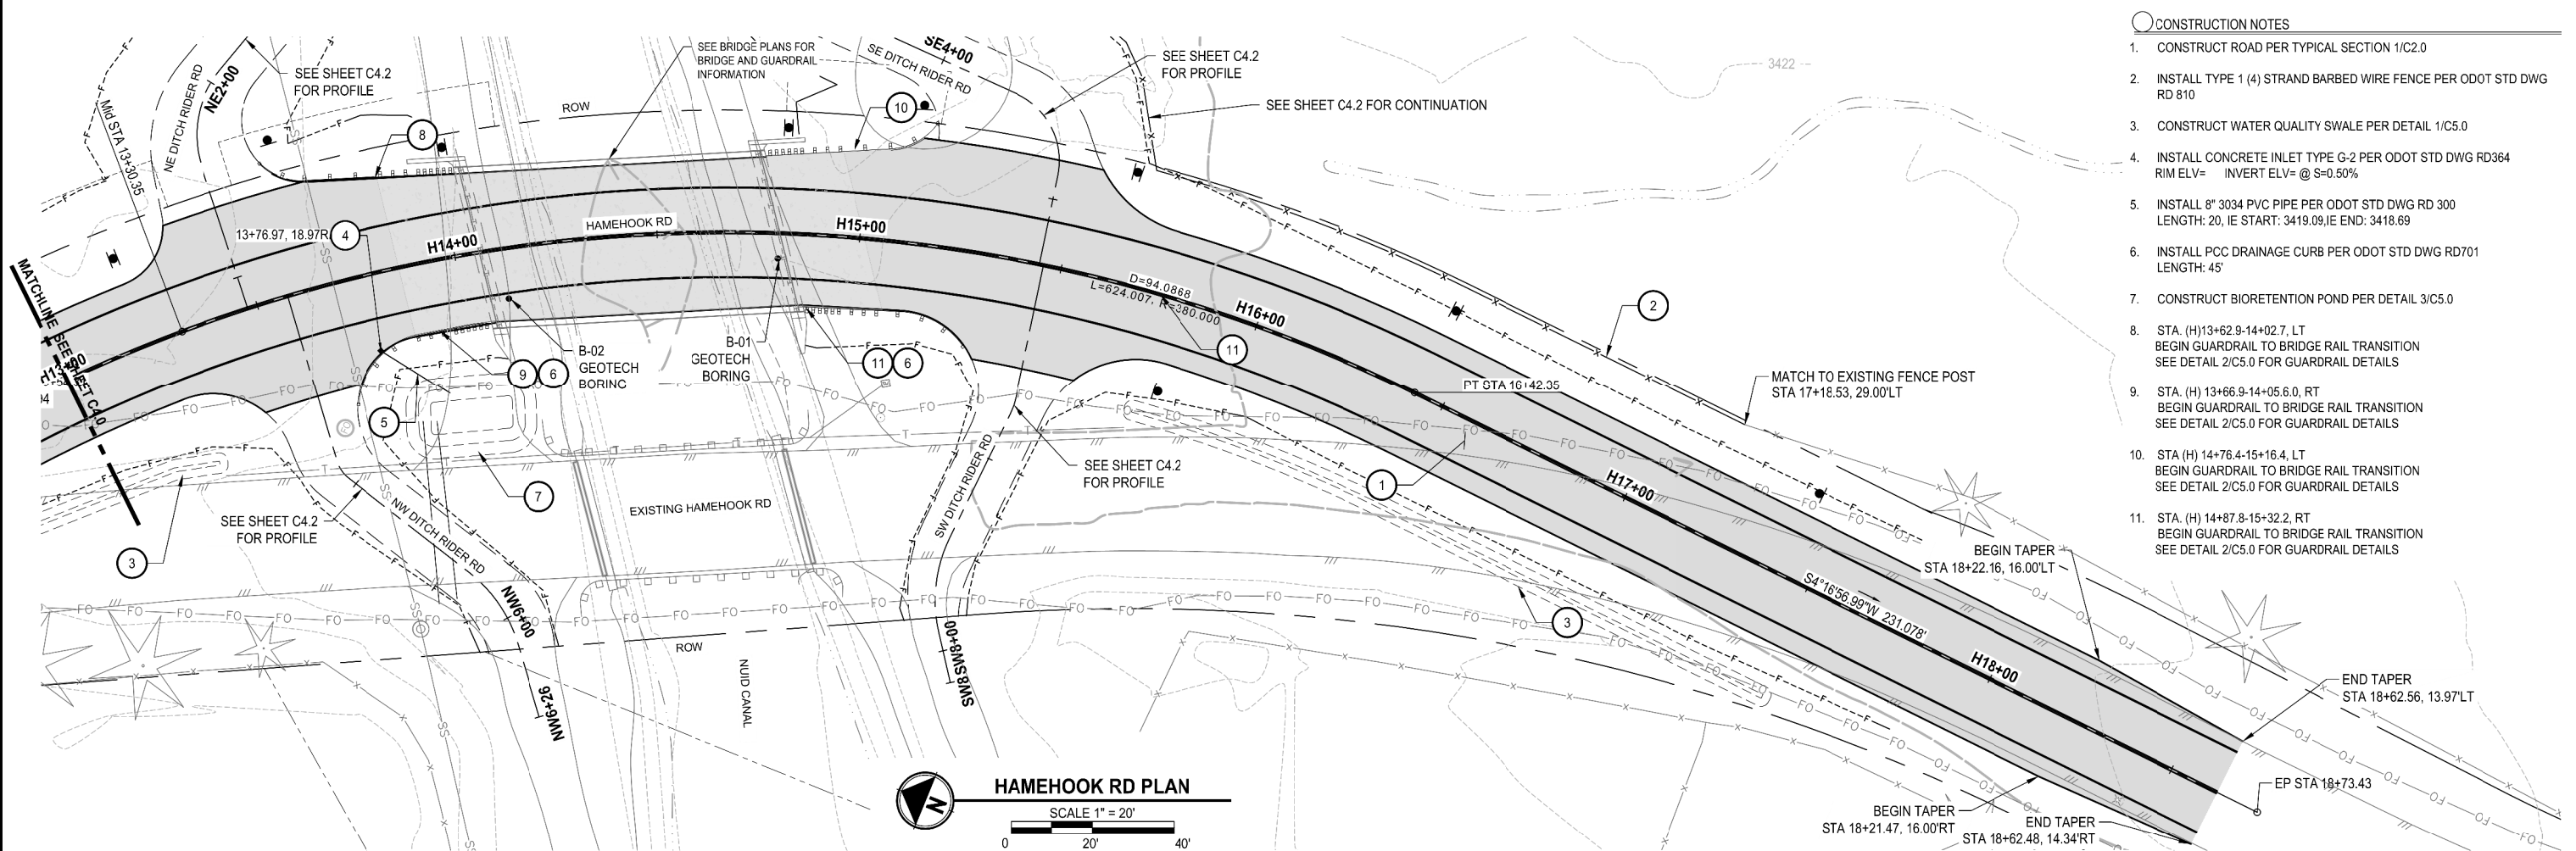 CONSTRUCTION NOTES
1. CONSTRUCT ROAD PER TYPICAL SECTION 1/C2.0
2. INSTALL TYPE 1 (4) STRAND BARBED WIRE FENCE PER ODOT STD DWG
RD 810
3. CONSTRUCT WATER QUALITY SWALE PER DETAIL 1/C5.0
4. INSTALL CONCRETE INLET TYPE G-2 PER ODOT STD DWG RD364
RIM ELV= INVERT ELV= @ S=0.50%
5. INSTALL 8" 3034 PVC PIPE PER ODOT STD DWG RD 300
LENGTH: 20, IE START: 3419.09,IE END: 3418.69
6. INSTALL PCC DRAINAGE CURB PER ODOT STD DWG RD701
LENGTH: 45'
7. CONSTRUCT BIORETENTION POND PER DETAIL 3/C5.0
8. STA. (H)13+62.9-14+02.7, LT
BEGIN GUARDRAIL TO BRIDGE RAIL TRANSITION
SEE DETAIL 2/C5.0 FOR GUARDRAIL DETAILS
9. STA. (H) 13+66.9-14+05.6.0, RT
BEGIN GUARDRAIL TO BRIDGE RAIL TRANSITION
SEE DETAIL 2/C5.0 FOR GUARDRAIL DETAILS
10. STA (H) 14+76.4-15+16.4, LT
BEGIN GUARDRAIL TO BRIDGE RAIL TRANSITION
SEE DETAIL 2/C5.0 FOR GUARDRAIL DETAILS
11. STA. (H) 14+87.8-15+32.2, RT
BEGIN GUARDRAIL TO BRIDGE RAIL TRANSITION
SEE DETAIL 2/C5.0 FOR GUARDRAIL DETAILS
SEE BRIDGE PLANS FOR
BRIDGE AND GUARDRAIL
INFORMATION
SE4+00
SE DITCH RIDER RD
SEE SHEET C4.2
FOR PROFILE
SEE SHEET C4.2 FOR CONTINUATION
3422
SEE SHEET C4.2
FOR PROFILE
NE2+00
NE DITCH RIDER RD
Mid STA 13+30.35
ROW
8
10
13+76.97, 18.97R
4
H14+00
HAMEHOOK RD
H15+00
D=94.0868
L=624.007, R=380.000
H16+00
11
2
MATCHLINE SEE SHEET C4.0
B-02
GEOTECH
BORING
B-01
GEOTECH
BORING
9
6
11
6
PT STA 16+42.35
MATCH TO EXISTING FENCE POST
STA 17+18.53, 29.00'LT
5
7
3
SEE SHEET C4.2
FOR PROFILE
NW DITCH RIDER RD
NW6+00
NW6+26
EXISTING HAMEHOOK RD
SW DITCH RIDER RD
SEE SHEET C4.2
FOR PROFILE
1
H17+00
BEGIN TAPER
STA 18+22.16, 16.00'LT
S4°16'56.99"W 231.078'
3
H18+00
ROW
NUID CANAL
END TAPER
STA 18+62.56, 13.97'LT
EP STA 18+73.43
BEGIN TAPER
STA 18+21.47, 16.00'RT
END TAPER
STA 18+62.48, 14.34'RT
N
HAMEHOOK RD PLAN
SCALE 1" = 20'
0 20' 40'